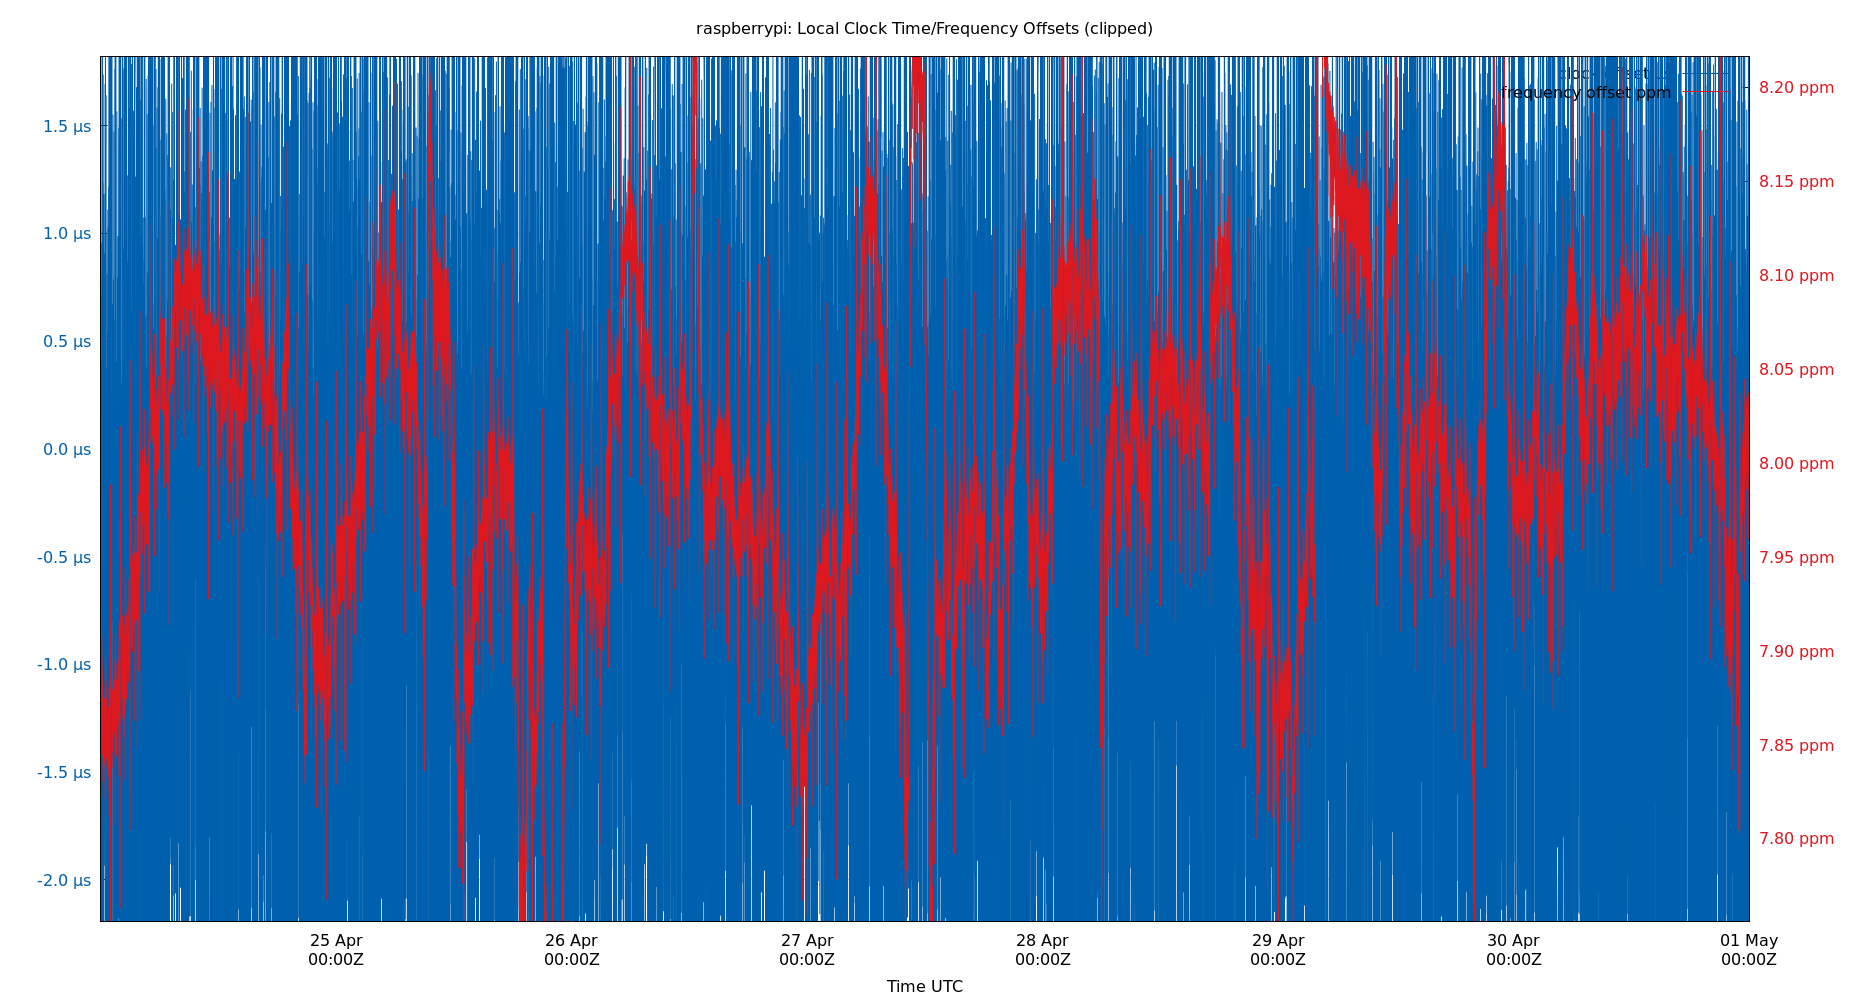 raspberrypi: Local Clock Time/Frequency Offsets (clipped)
clock offset
frequency offset ppm
1.5 µs
1.0 µs
0.5 µs
0.0 µs
-0.5 µs
-1.0 µs
-1.5 µs
-2.0 µs
8.20 ppm
8.15 ppm
8.10 ppm
8.05 ppm
8.00 ppm
7.95 ppm
7.90 ppm
7.85 ppm
7.80 ppm
25 Apr
00:00Z
26 Apr
00:00Z
27 Apr
00:00Z
28 Apr
00:00Z
29 Apr
00:00Z
30 Apr
00:00Z
01 May
00:00Z
Time UTC